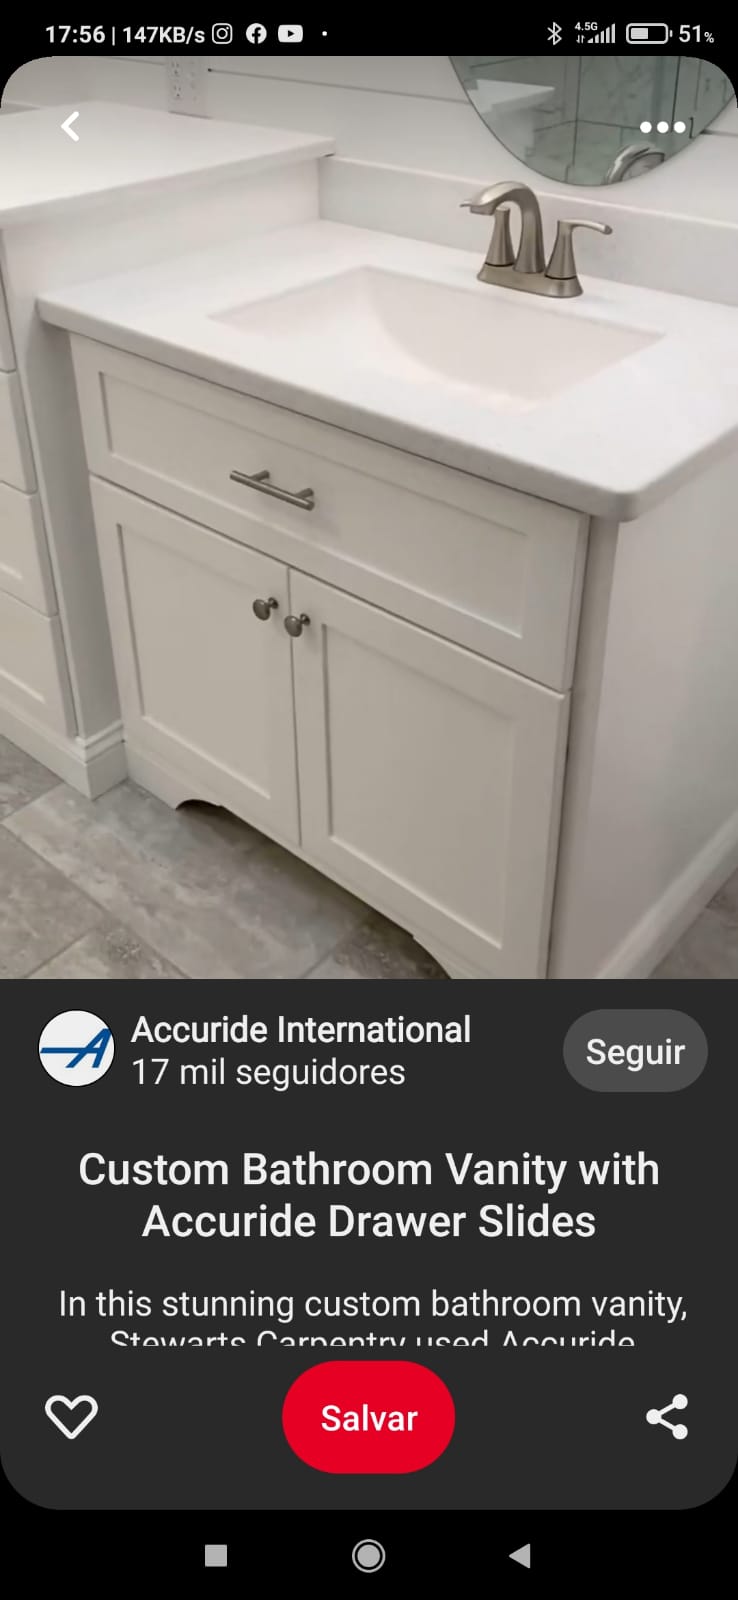 17:56 | 147KB/s
4.5G
51%
Accuride International
17 mil seguidores
Seguir
Custom Bathroom Vanity with
Accuride Drawer Slides
In this stunning custom bathroom vanity,
Stewarts Carpentry used Accuride
Salvar